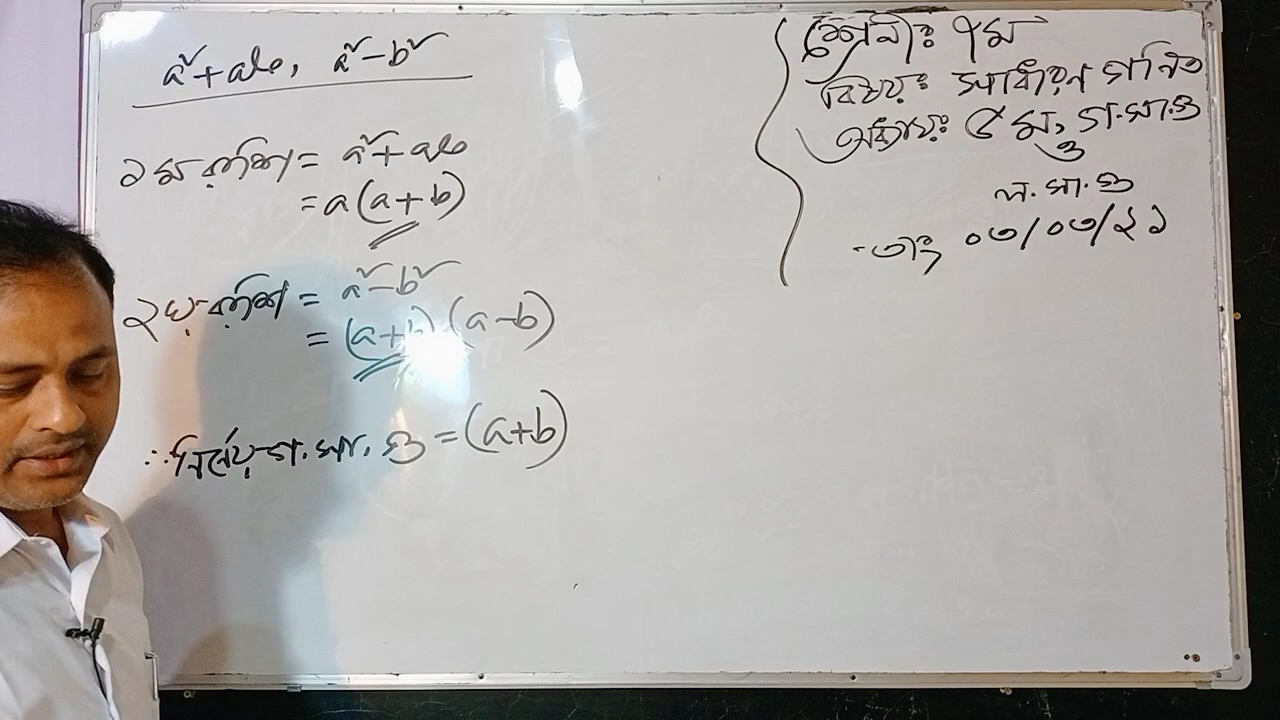 a²+ab, a²-b²
১ম রাশি = a²+ab
= a(a+b)
২য় রাশি = a²-b²
= (a+b) (a-b)
∴ নির্ণেয় গ. সা. গু = (a+b)
শ্রেণী: ৭ম
বিষয়: সাধারণ গণিত
অধ্যায়: ৫ম, গ.সা.গু
ও
ল.সা.গু
তাং ০৩/০৩/২১